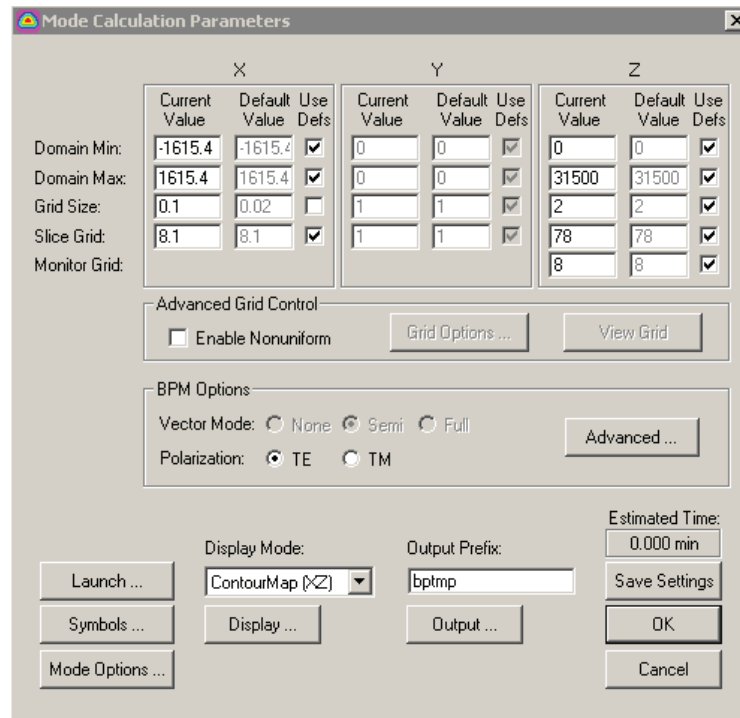 Mode Calculation Parameters
X Y Z
Current Value Default Value Use Defs Current Value Default Value Use Defs Current Value Default Value Use Defs
Domain Min: -1615.4 -1615.4 0 0 0 0
Domain Max: 1615.4 1615.4 0 0 31500 31500
Grid Size: 0.1 0.02 1 1 2 2
Slice Grid: 8.1 8.1 1 1 78 78
Monitor Grid: 8 8
Advanced Grid Control
Enable Nonuniform Grid Options ... View Grid
BPM Options
Vector Mode: None Semi Full
Polarization: TE TM
Advanced ...
Estimated Time:
0.000 min
Display Mode: Output Prefix:
Launch ... ContourMap (XZ) bptmp Save Settings
Symbols ... Display ... Output ... OK
Mode Options ... Cancel